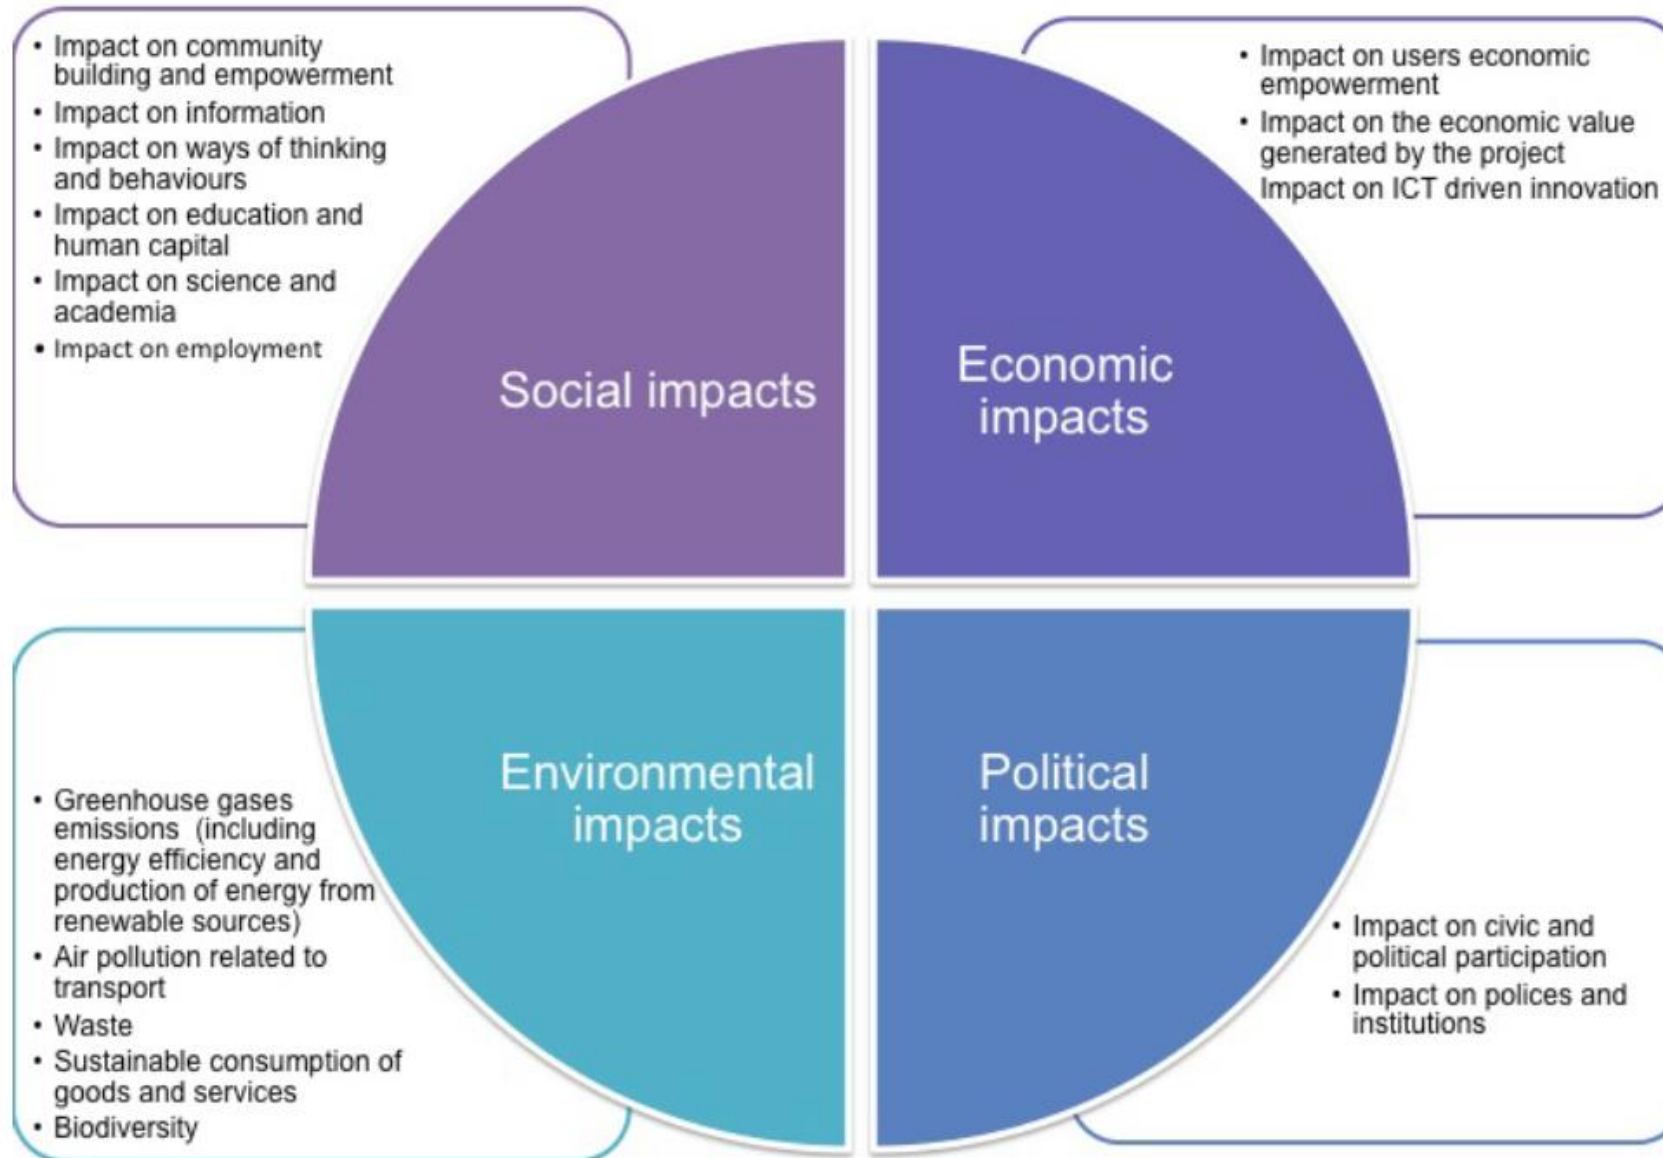 • Impact on community
building and empowerment
• Impact on information
• Impact on ways of thinking
and behaviours
• Impact on education and
human capital
• Impact on science and
academia
• Impact on employment
Social impacts
• Impact on users economic
empowerment
• Impact on the economic value
generated by the project
Impact on ICT driven innovation
Economic
impacts
• Greenhouse gases
emissions (including
energy efficiency and
production of energy from
renewable sources)
• Air pollution related to
transport
• Waste
• Sustainable consumption of
goods and services
• Biodiversity
Environmental
impacts
Political
impacts
• Impact on civic and
political participation
• Impact on polices and
institutions